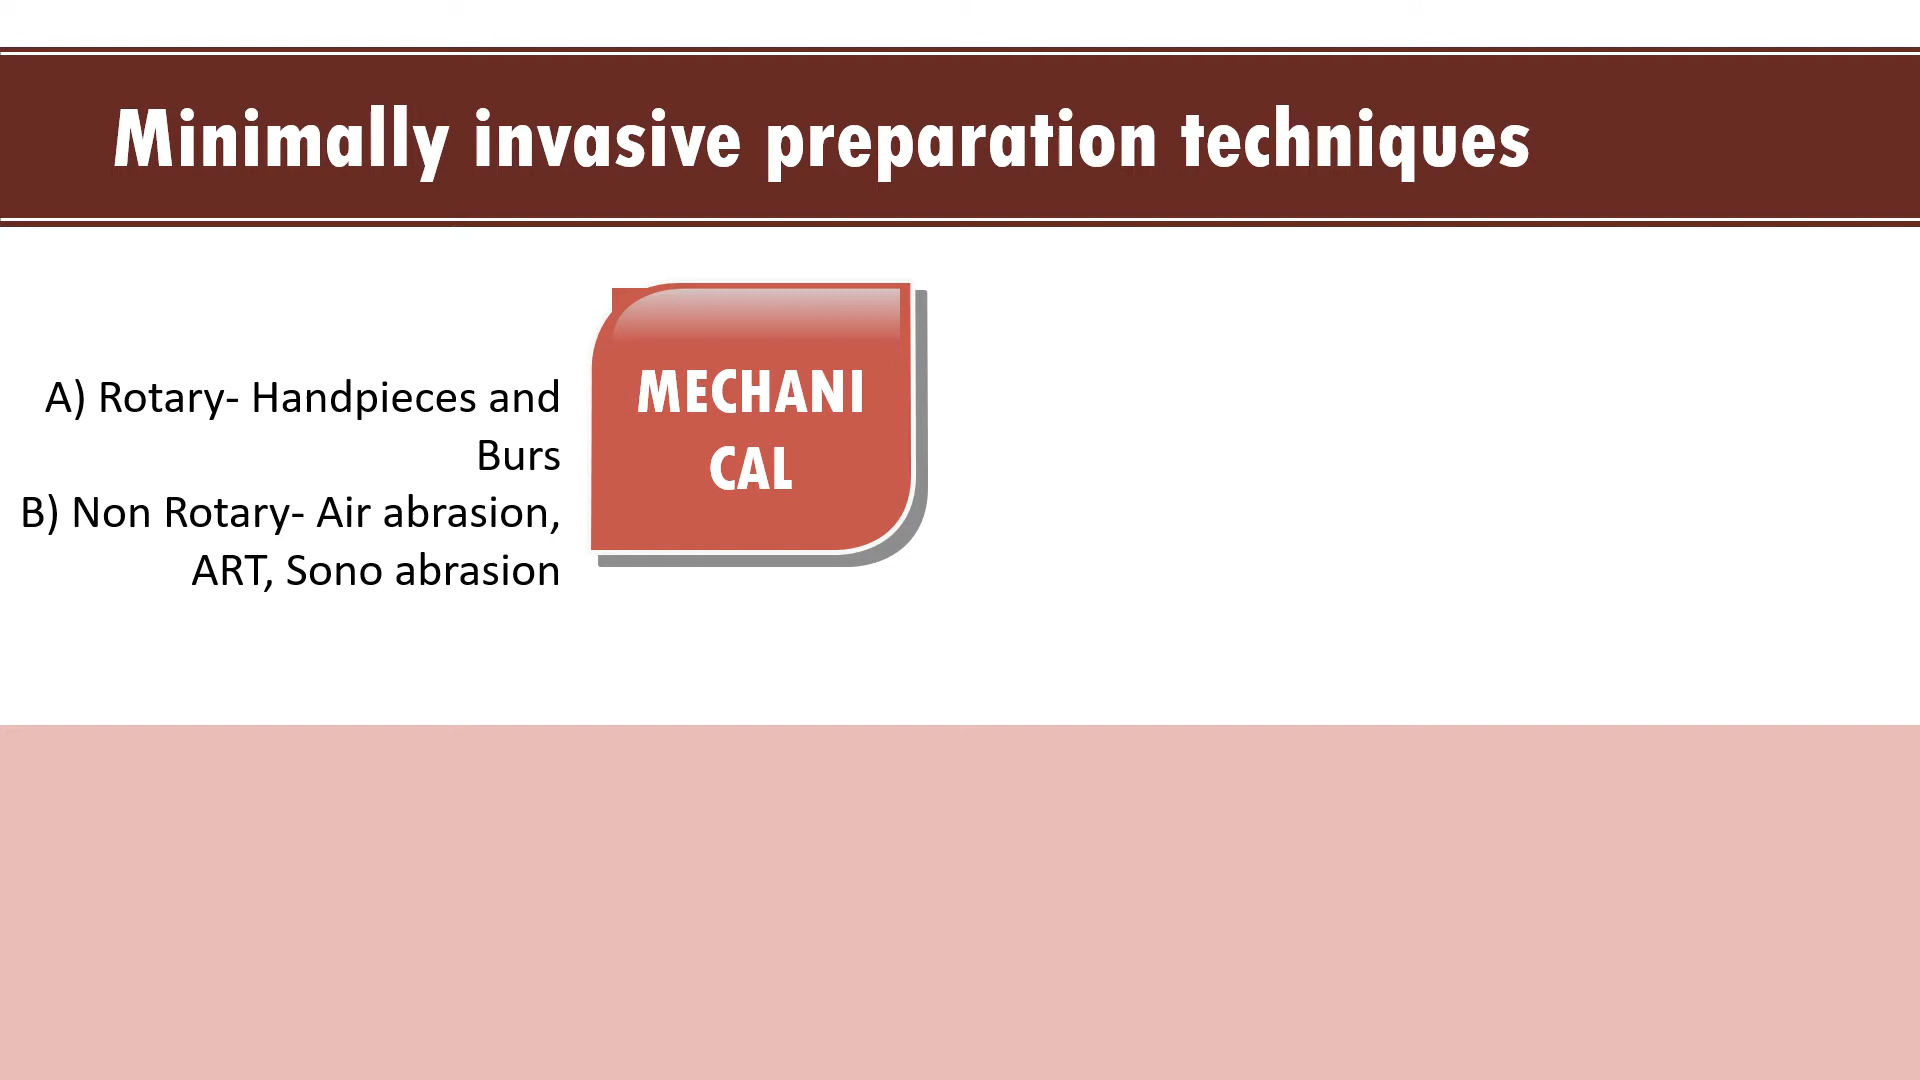 Minimally invasive preparation techniques
A) Rotary- Handpieces and
Burs
B) Non Rotary- Air abrasion,
ART, Sono abrasion
MECHANI
CAL